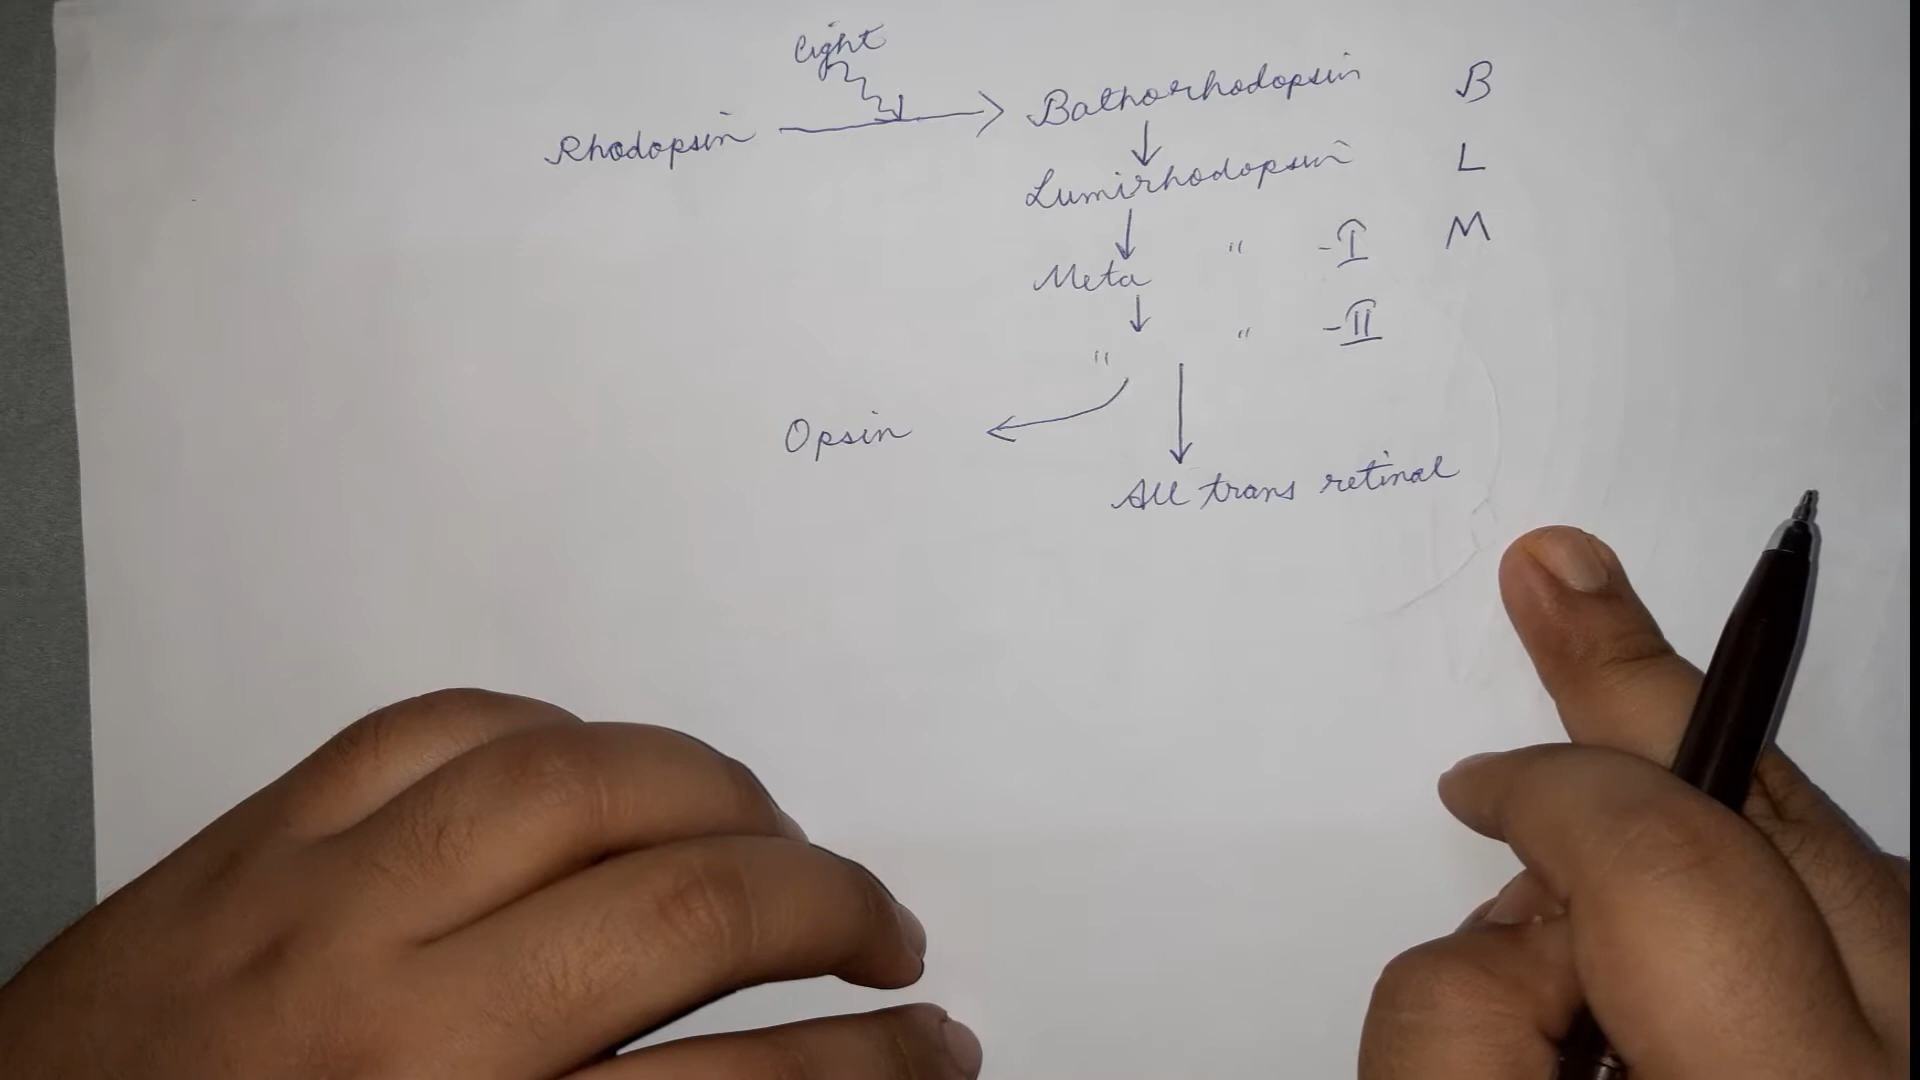 light
Rhodopsin Bathorhodopsin B
Lumirhodopsin L
Meta " -I M
" " -II
Opsin
All trans retinal